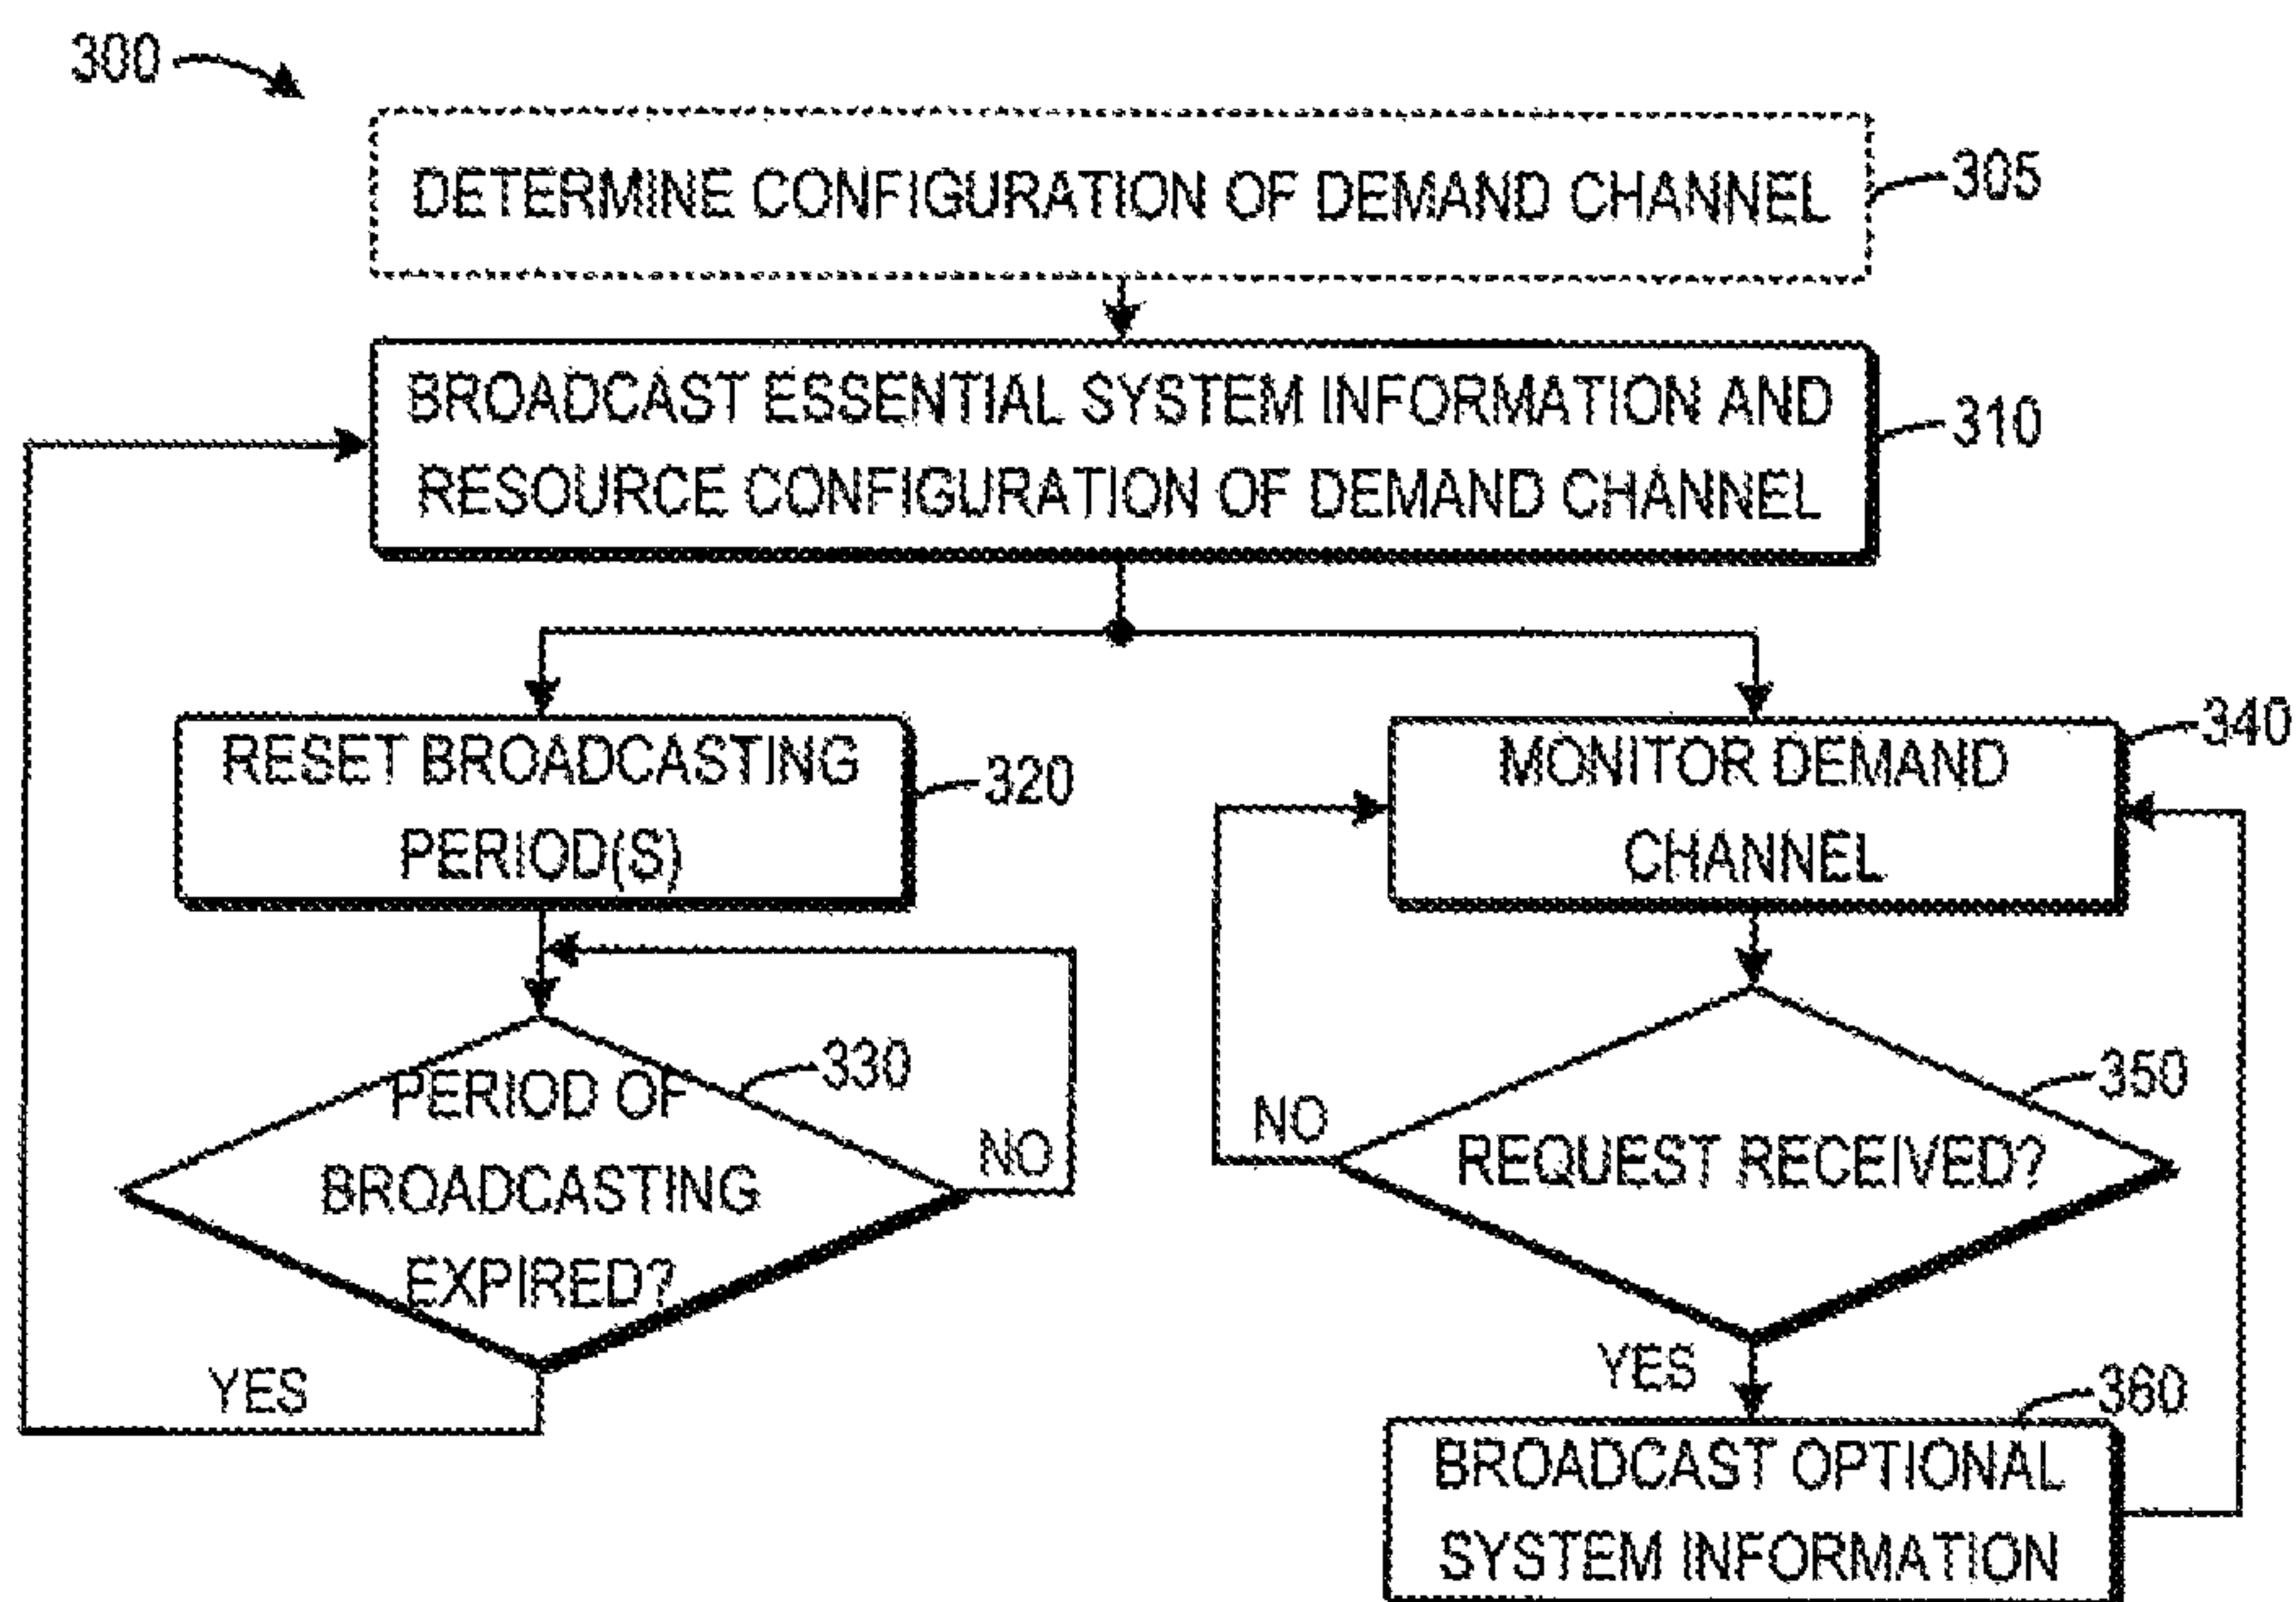 300
DETERMINE CONFIGURATION OF DEMAND CHANNEL
305
BROADCAST ESSENTIAL SYSTEM INFORMATION AND
RESOURCE CONFIGURATION OF DEMAND CHANNEL
310
RESET BROADCASTING
PERIOD(S)
320
MONITOR DEMAND
CHANNEL
340
PERIOD OF
BROADCASTING
EXPIRED?
330
NO
YES
REQUEST RECEIVED?
350
NO
YES
BROADCAST OPTIONAL
SYSTEM INFORMATION
360